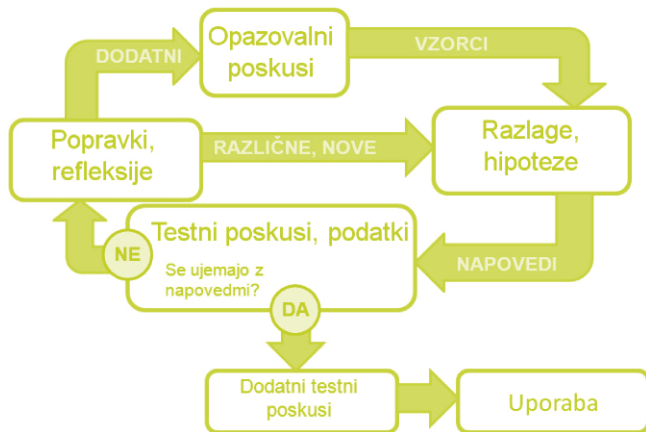 Opazovalni
poskusi
DODATNI
VZORCI
Popravki,
refleksije
RAZLIČNE, NOVE
Razlage,
hipoteze
Testni poskusi, podatki
NE
Se ujemajo z
napovedmi?
NAPOVEDI
DA
Dodatni testni
poskusi
Uporaba